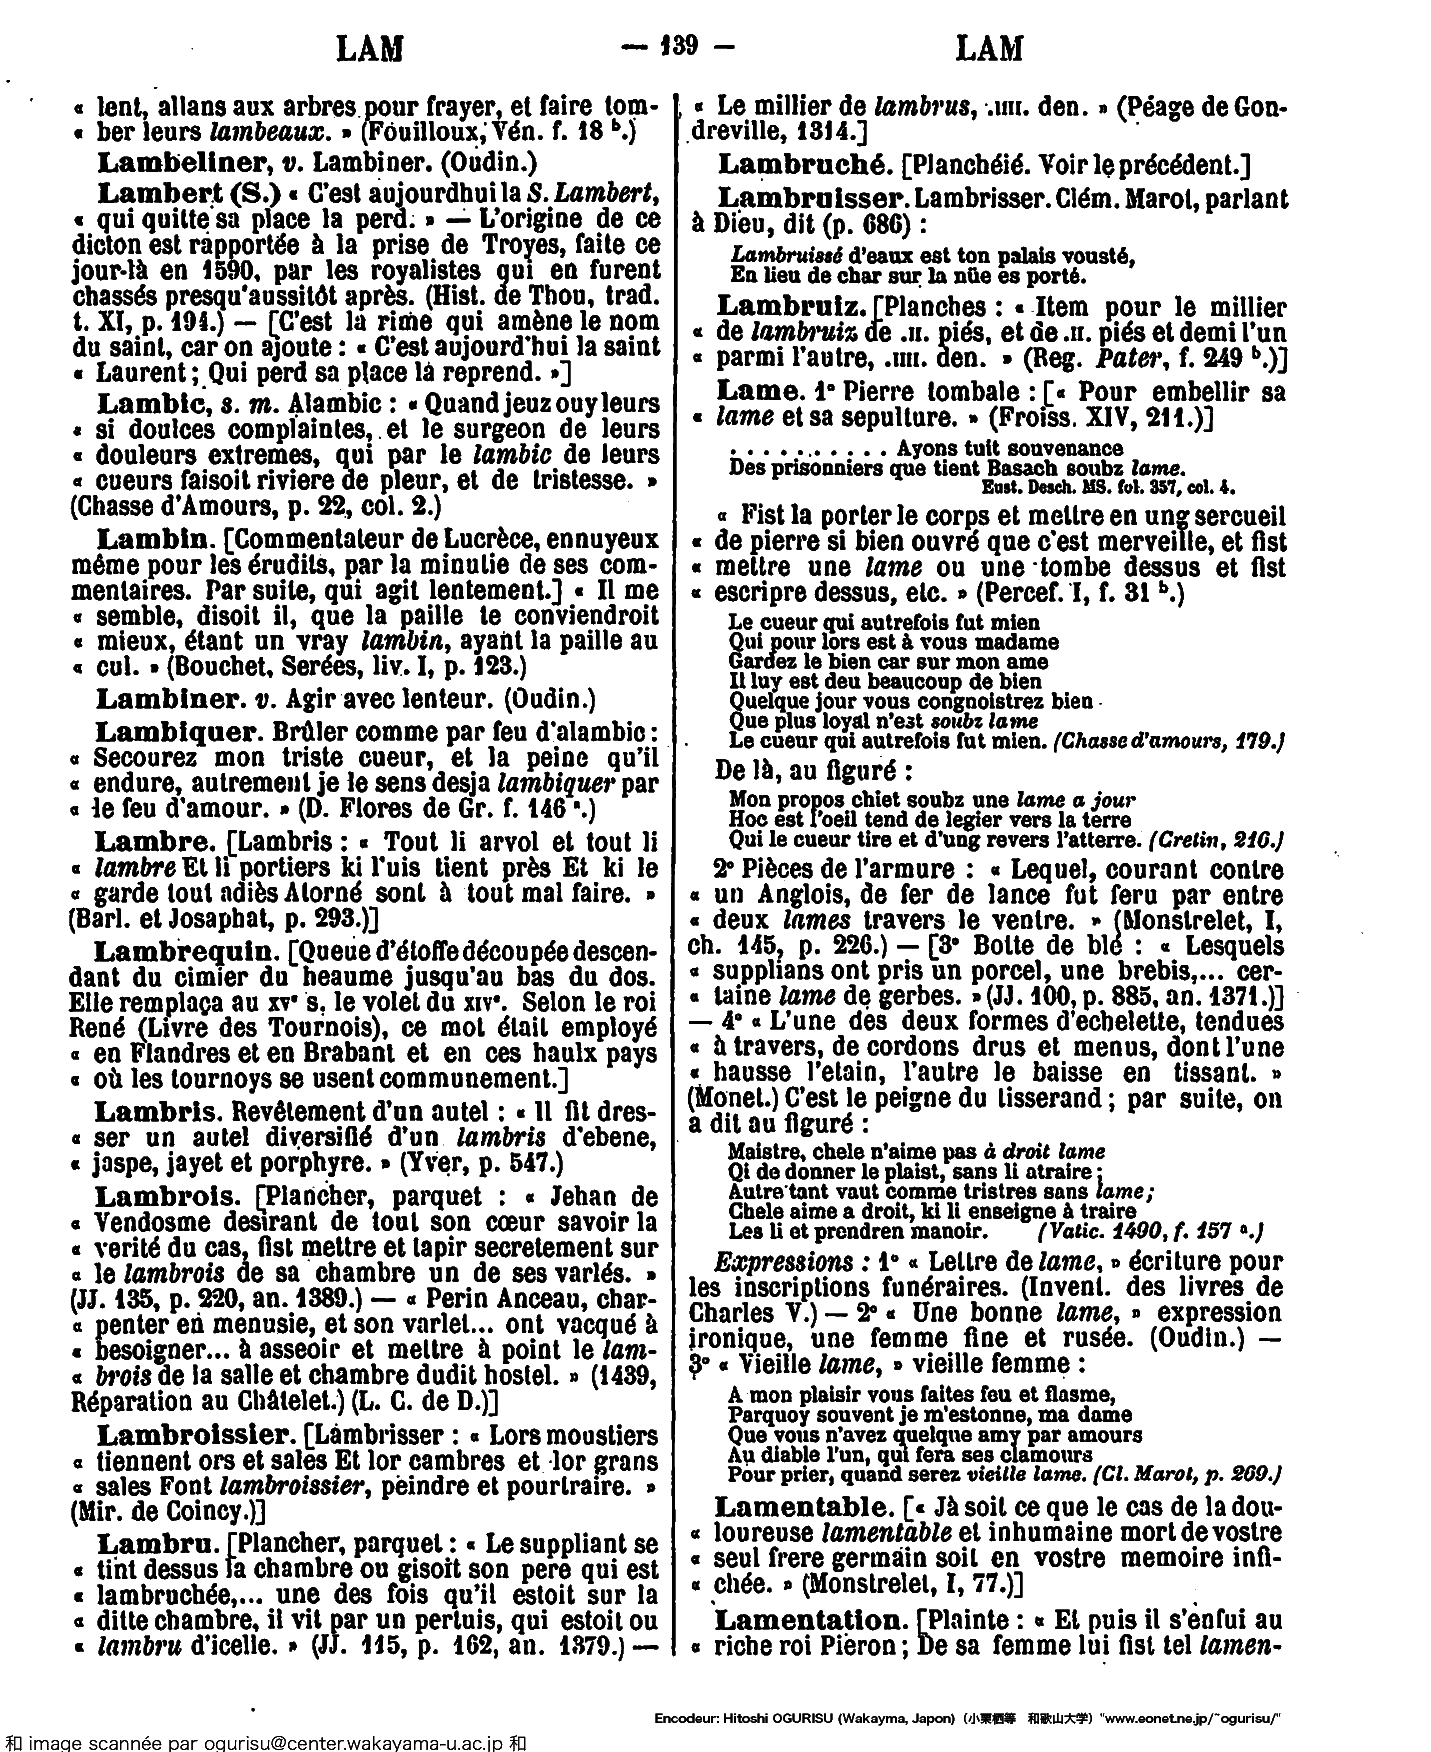 LAM — 139 — LAM
« lent, allans aux arbres pour frayer, et faire tom-
« ber leurs lambeaux. » (Fouilloux, Vén. f. 18 b.)
Lambeliner, v. Lambiner. (Oudin.)
Lambert (S.) « C'est aujourdhui la S. Lambert,
« qui quitte sa place la perd. » — L'origine de ce
dicton est rapportée à la prise de Troyes, faite ce
jour-là en 1590, par les royalistes qui en furent
chassés presqu'aussitôt après. (Hist. de Thou, trad.
t. XI, p. 194.) — [C'est la rime qui amène le nom
du saint, car on ajoute : « C'est aujourd'hui la saint
« Laurent ; Qui perd sa place la reprend. »]
Lambic, s. m. Alambic : « Quand jeuz ouy leurs
« si doulces complaintes, et le surgeon de leurs
« douleurs extremes, qui par le lambic de leurs
« cueurs faisoit riviere de pleur, et de tristesse. »
(Chasse d'Amours, p. 22, col. 2.)
Lambin. [Commentateur de Lucrèce, ennuyeux
même pour les érudits, par la minutie de ses com-
mentaires. Par suite, qui agit lentement.] « Il me
« semble, disoit il, que la paille te conviendroit
« mieux, étant un vray lambin, ayant la paille au
« cul. » (Bouchet, Serées, liv. I, p. 123.)
Lambiner. v. Agir avec lenteur. (Oudin.)
Lambiquer. Brûler comme par feu d'alambic :
« Secourez mon triste cueur, et la peine qu'il
« endure, autrement je le sens desja lambiquer par
« le feu d'amour. » (D. Flores de Gr. f. 146 a.)
Lambre. [Lambris : « Tout li arvol et tout li
« lambre Et li portiers ki l'uis tient près Et ki le
« garde tout adiès Atorné sont à tout mal faire. »
(Barl. et Josaphat, p. 293.)]
Lambrequin. [Queue d'étoffe découpée descen-
dant du cimier du heaume jusqu'au bas du dos.
Elle remplaça au XVe s. le volet du XIVe. Selon le roi
René (Livre des Tournois), ce mot était employé
« en Flandres et en Brabant et en ces haulx pays
« où les tournoys se usent communement.]
Lambris. Revêtement d'un autel : « Il fit dres-
« ser un autel diversifié d'un lambris d'ebene,
« jaspe, jayet et porphyre. » (Yver, p. 547.)
Lambrois. [Plancher, parquet : « Jehan de
« Vendosme desirant de tout son cœur savoir la
« verité du cas, fist mettre et tapir secretement sur
« le lambrois de sa chambre un de ses varlés. »
(JJ. 135, p. 220, an. 1389.) — « Perin Anceau, char-
« penter en menusie, et son varlet... ont vacqué à
« besoigner... à asseoir et mettre à point le lam-
« brois de la salle et chambre dudit hostel. » (1439,
Réparation au Châtelet.) (L. C. de D.)]
Lambroissier. [Lambrisser : « Lors moustiers
« tiennent ors et sales Et lor cambres et lor grans
« sales Font lambroissier, peindre et pourtraire. »
(Mir. de Coincy.)]
Lambru. [Plancher, parquet : « Le suppliant se
« tint dessus la chambre ou gisoit son pere qui est
« lambruchée,... une des fois qu'il estoit sur la
« ditte chambre, il vit par un pertuis, qui estoit ou
« lambru d'icelle. » (JJ. 115, p. 162, an. 1379.) —
« Le millier de lambrus, .IIII. den. » (Péage de Gon-
dreville, 1314.]
Lambruché. [Planchéié. Voir le précédent.]
Lambruisser. Lambrisser. Clém. Marot, parlant
à Dieu, dit (p. 686) :
Lambruissé d'eaux est ton palais vousté,
En lieu de char sur la nüe es porté.
Lambruiz. [Planches : « Item pour le millier
« de lambruiz de .II. piés, et de .II. piés et demi l'un
« parmi l'autre, .IIII. den. » (Reg. Pater, f. 249 b.)]
Lame. 1° Pierre tombale : [« Pour embellir sa
« lame et sa sepulture. » (Froiss. XIV, 211.)]
. . . . . . . . . . Ayons tuit souvenance
Des prisonniers que tient Basach soubz lame.
Eust. Desch. MS. fol. 357, col. 4.
« Fist la porter le corps et mettre en ung sercueil
« de pierre si bien ouvré que c'est merveille, et fist
« mettre une lame ou une tombe dessus et fist
« escripre dessus, etc. » (Percef. I, f. 31 b.)
Le cueur qui autrefois fut mien
Qui pour lors est à vous madame
Gardez le bien car sur mon ame
Il luy est deu beaucoup de bien
Quelque jour vous congnoistrez bien
Que plus loyal n'est soubz lame
Le cueur qui autrefois fut mien. (Chasse d'amours, 179.)
De là, au figuré :
Mon propos chiet soubz une lame a jour
Hoc est l'oeil tend de legier vers la terre
Qui le cueur tire et d'ung revers l'atterre. (Cretin, 216.)
2° Pièces de l'armure : « Lequel, courant contre
« un Anglois, de fer de lance fut feru par entre
« deux lames travers le ventre. » (Monstrelet, I,
ch. 145, p. 226.) — [3° Botte de blé : « Lesquels
« supplians ont pris un porcel, une brebis,... cer-
« taine lame de gerbes. » (JJ. 100, p. 885, an. 1371.)]
— 4° « L'une des deux formes d'echelette, tendues
« à travers, de cordons drus et menus, dont l'une
« hausse l'etain, l'autre le baisse en tissant. »
(Monet.) C'est le peigne du tisserand ; par suite, on
a dit au figuré :
Maistre, chele n'aime pas à droit lame
Qi de donner le plaist, sans li atraire ;
Autre tant vaut comme tristres sans lame ;
Chele aime a droit, ki li enseigne à traire
Les li et prendren manoir. (Vatic. 1490, f. 157 a.)
Expressions : 1° « Lettre de lame, » écriture pour
les inscriptions funéraires. (Invent. des livres de
Charles V.) — 2° « Une bonne lame, » expression
ironique, une femme fine et rusée. (Oudin.) —
3° « Vieille lame, » vieille femme :
A mon plaisir vous faites feu et flasme,
Parquoy souvent je m'estonne, ma dame
Que vous n'avez quelque amy par amours
Au diable l'un, qui fera ses clamours
Pour prier, quand serez vieille lame. (Cl. Marot, p. 269.)
Lamentable. [« Jà soit ce que le cas de la dou-
« loureuse lamentable et inhumaine mort de vostre
« seul frere germain soit en vostre memoire infi-
« chée. » (Monstrelet, I, 77.)]
Lamentation. [Plainte : « Et puis il s'enfui au
« riche roi Pieron ; De sa femme lui fist tel lamen-
Encodeur: Hitoshi OGURISU (Wakayma, Japon) (小栗栖等 和歌山大学) "www.eonet.ne.jp/~ogurisu/"
和 image scannée par ogurisu@center.wakayama-u.ac.jp 和